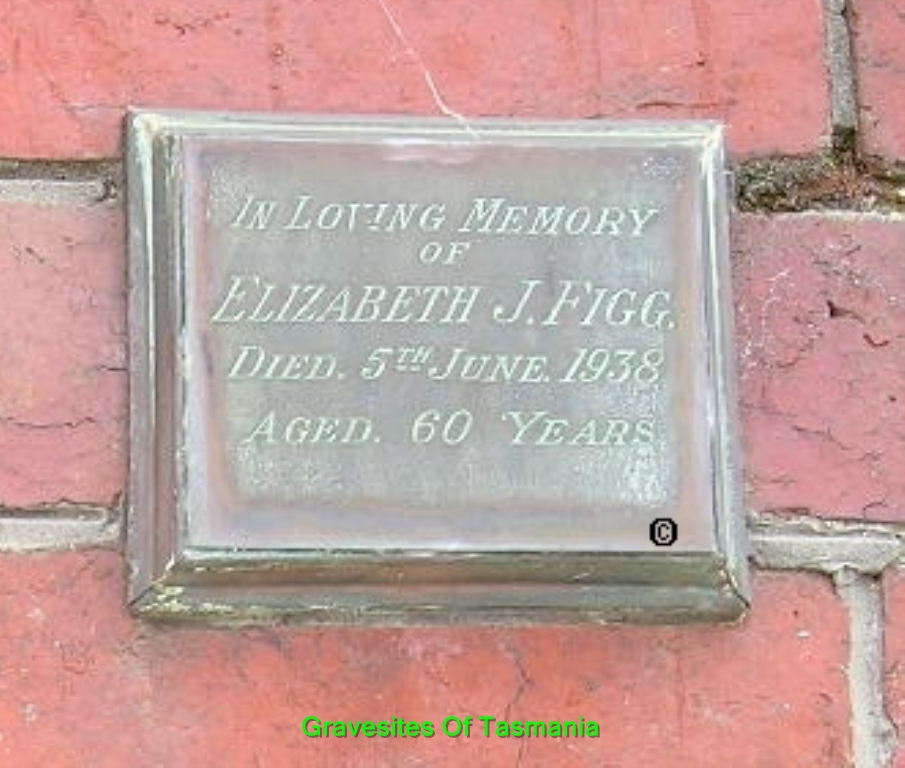 IN LOVING MEMORY
OF
ELIZABETH J. FIGG.
DIED. 5TH JUNE. 1938.
AGED. 60 YEARS.
©
Gravesites Of Tasmania